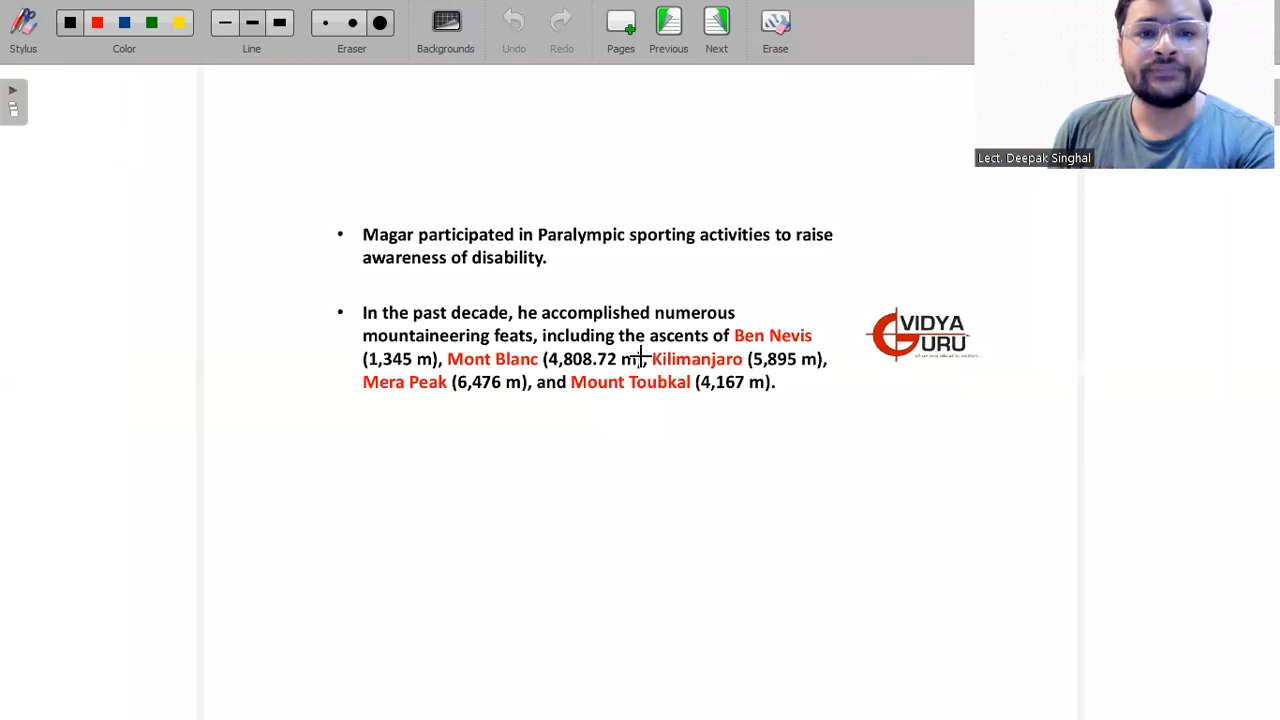 Stylus
Color
Line
Eraser
Backgrounds
Undo
Redo
Pages
Previous
Next
Erase
Lect. Deepak Singhal
• Magar participated in Paralympic sporting activities to raise
awareness of disability.
• In the past decade, he accomplished numerous
mountaineering feats, including the ascents of Ben Nevis
(1,345 m), Mont Blanc (4,808.72 m), Kilimanjaro (5,895 m),
Mera Peak (6,476 m), and Mount Toubkal (4,167 m).
VIDYA
GURU